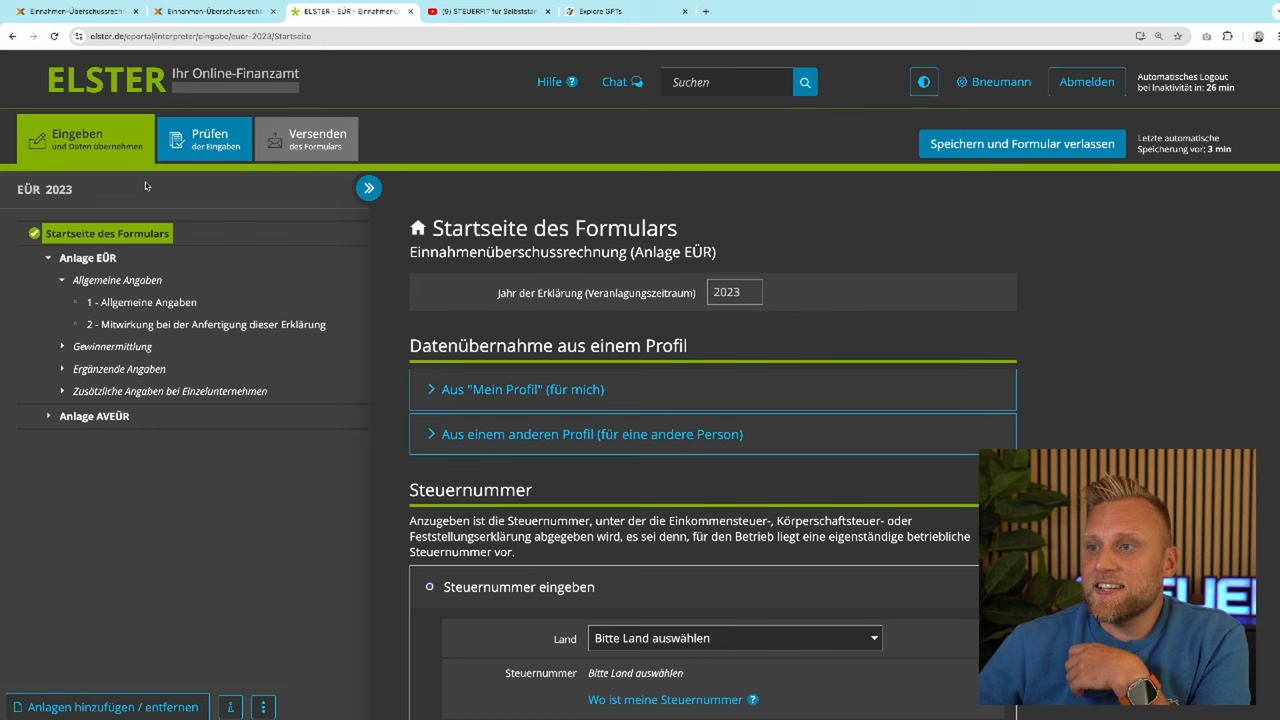 Einnahmen-Überschussrechn
Einnahmen-Überschussrechn
ELSTER - EÜR - Einnahmenü
(9) STEUERFIT für Selbststän
Explore GPTs
elster.de/eportal/interpreter/eingabe/euer-2023/Startseite
ELSTER
Ihr Online-Finanzamt
Hilfe ?
Chat
Suchen
Bneumann
Abmelden
Automatisches Logout
bei Inaktivität in: 26 min
Eingeben
und Daten übernehmen
Prüfen
der Eingaben
Versenden
des Formulars
Speichern und Formular verlassen
Letzte automatische
Speicherung vor: 3 min
EÜR 2023
Startseite des Formulars
Anlage EÜR
Allgemeine Angaben
1 - Allgemeine Angaben
2 - Mitwirkung bei der Anfertigung dieser Erklärung
Gewinnermittlung
Ergänzende Angaben
Zusätzliche Angaben bei Einzelunternehmen
Anlage AVEÜR
Anlagen hinzufügen / entfernen
Startseite des Formulars
Einnahmenüberschussrechnung (Anlage EÜR)
Jahr der Erklärung (Veranlagungszeitraum)
2023
Datenübernahme aus einem Profil
Aus "Mein Profil" (für mich)
Aus einem anderen Profil (für eine andere Person)
Steuernummer
Anzugeben ist die Steuernummer, unter der die Einkommensteuer-, Körperschaftsteuer- oder
Feststellungserklärung abgegeben wird, es sei denn, für den Betrieb liegt eine eigenständige betriebliche
Steuernummer vor.
Steuernummer eingeben
Land
Bitte Land auswählen
Steuernummer
Bitte Land auswählen
Wo ist meine Steuernummer ?